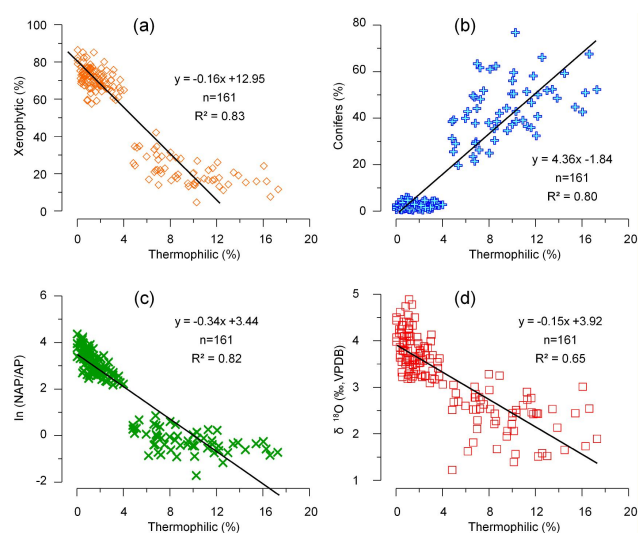 (a)
Xerophytic (%)
100
80
60
40
20
0
y = -0.16x +12.95
n=161
R² = 0.83
0 4 8 12 16 20
Thermophilic (%)
(b)
Conifers (%)
80
60
40
20
0
y = 4.36x -1.84
n=161
R² = 0.80
0 4 8 12 16 20
Thermophilic (%)
(c)
ln (NAP/AP)
6
4
2
0
-2
y = -0.34x +3.44
n=161
R² = 0.82
0 4 8 12 16 20
Thermophilic (%)
(d)
δ ¹⁸O (‰, VPDB)
5
4
3
2
1
y = -0.15x +3.92
n=161
R² = 0.65
0 4 8 12 16 20
Thermophilic (%)